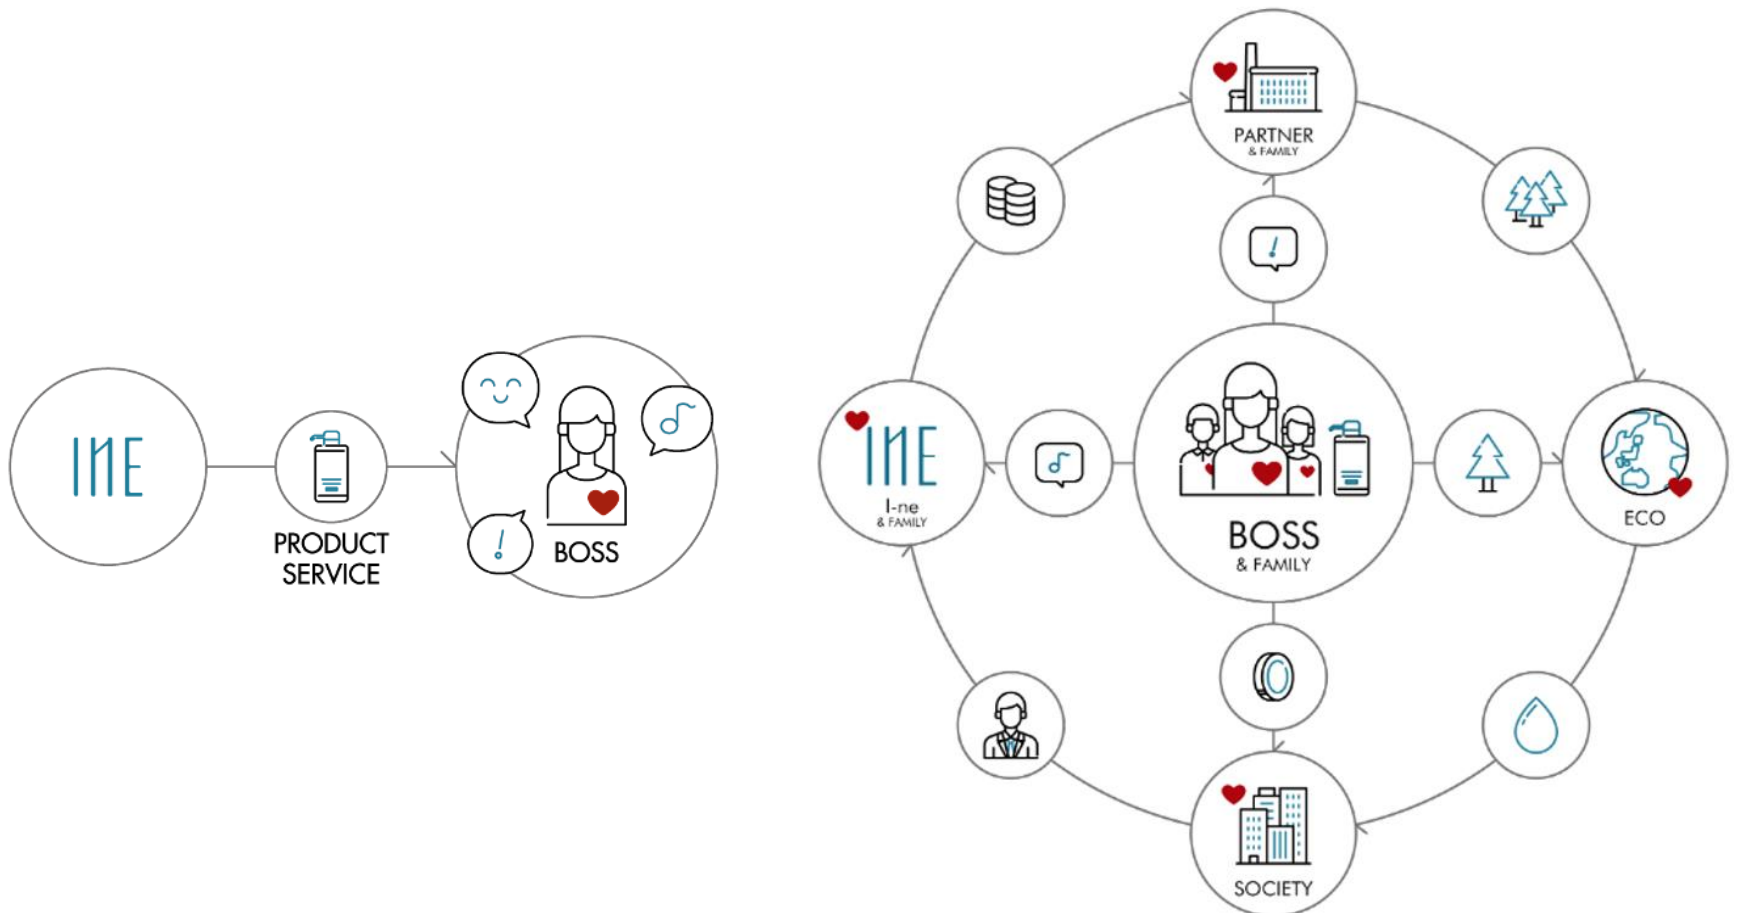 INE
PRODUCT
SERVICE
BOSS
PARTNER
& FAMILY
INE
I-ne
& FAMILY
BOSS
& FAMILY
ECO
SOCIETY